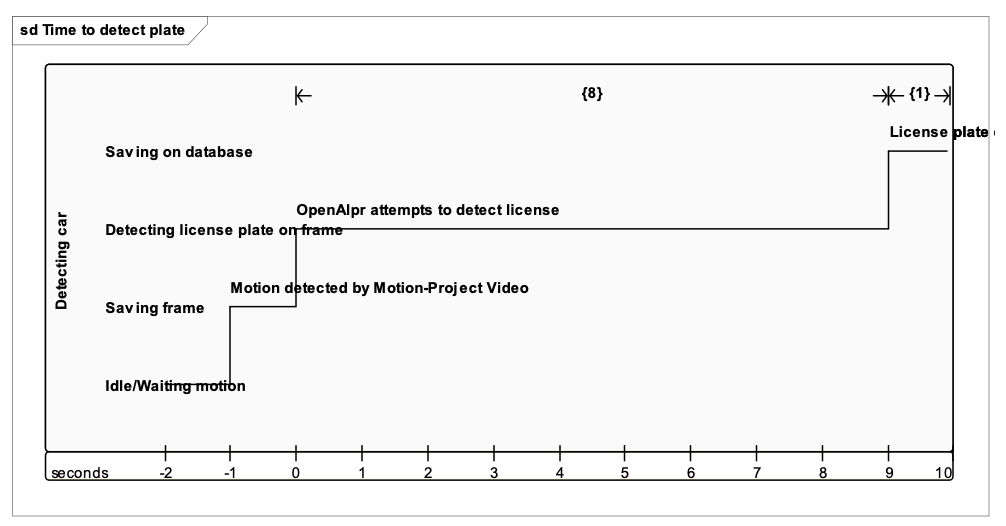 sd Time to detect plate
{8}
{1}
License plate
Saving on database
OpenAlpr attempts to detect license
Detecting license plate on frame
Detecting car
Motion detected by Motion-Project Video
Saving frame
Idle/Waiting motion
seconds -2 -1 0 1 2 3 4 5 6 7 8 9 10